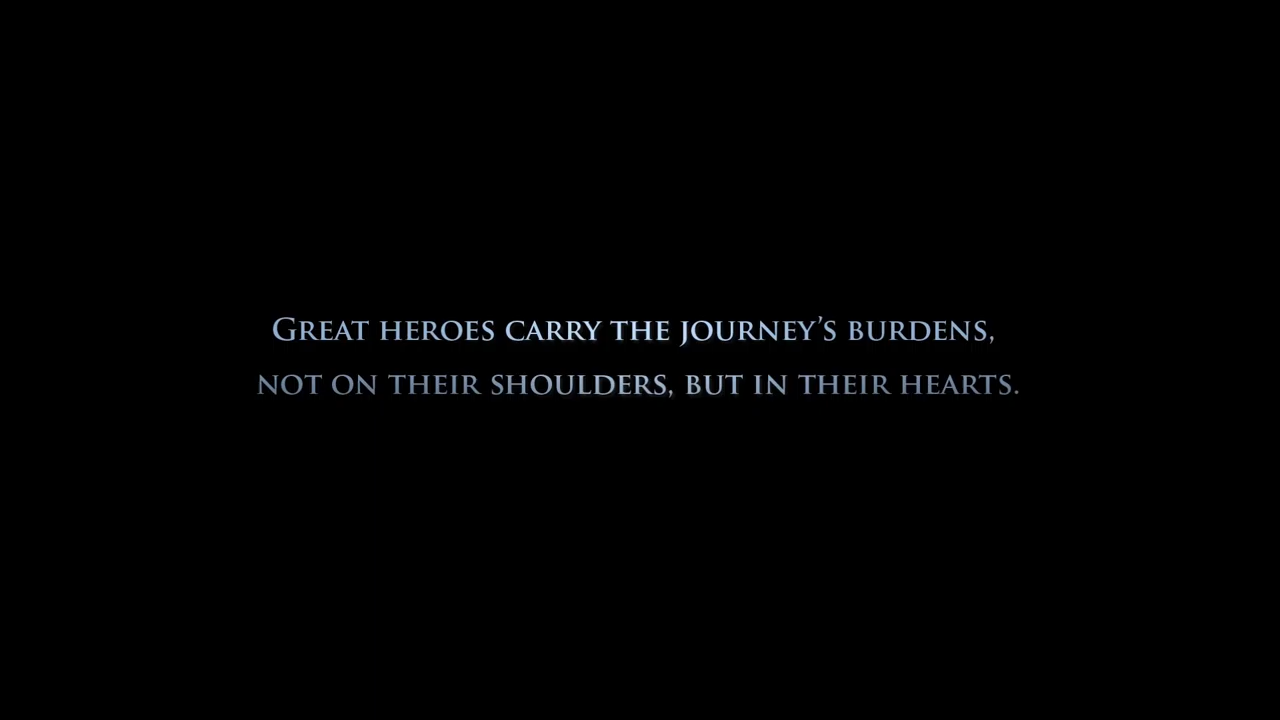 Great heroes carry the journey’s burdens,
not on their shoulders, but in their hearts.